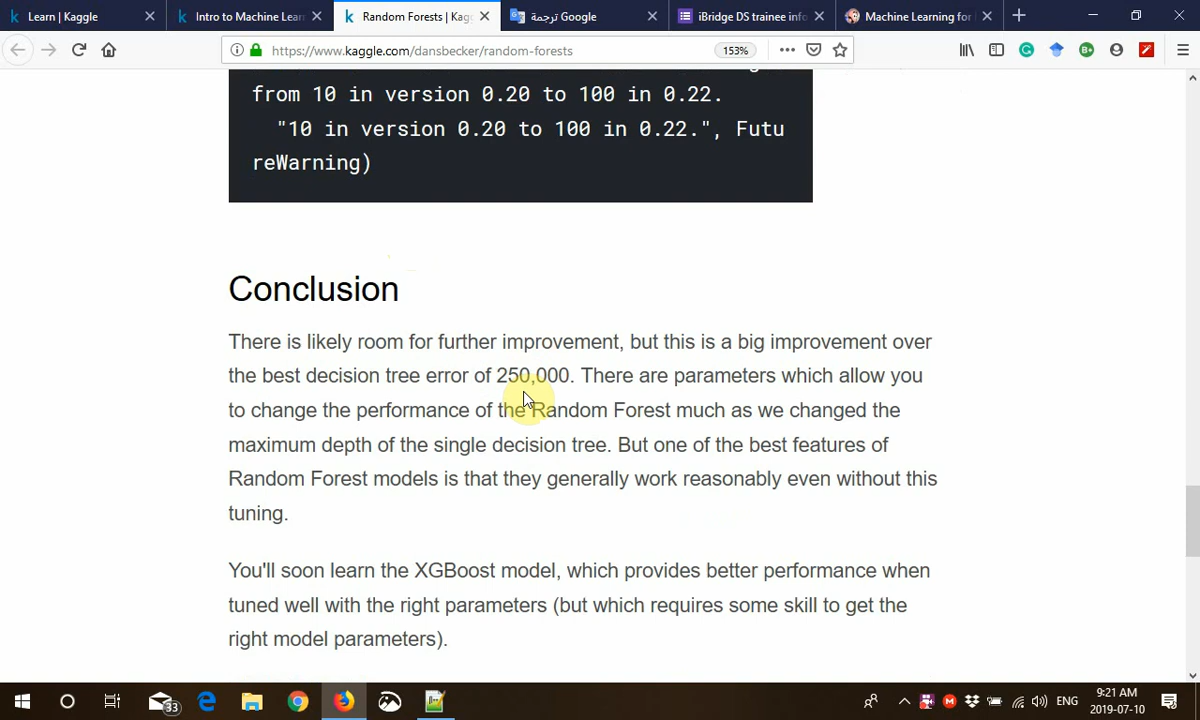 Learn | Kaggle
Intro to Machine Lear
Random Forests | Kagg
ترجمة Google
iBridge DS trainee info
Machine Learning for
https://www.kaggle.com/dansbecker/random-forests
153%
from 10 in version 0.20 to 100 in 0.22.
"10 in version 0.20 to 100 in 0.22.", Futu
reWarning)
Conclusion
There is likely room for further improvement, but this is a big improvement over
the best decision tree error of 250,000. There are parameters which allow you
to change the performance of the Random Forest much as we changed the
maximum depth of the single decision tree. But one of the best features of
Random Forest models is that they generally work reasonably even without this
tuning.
You'll soon learn the XGBoost model, which provides better performance when
tuned well with the right parameters (but which requires some skill to get the
right model parameters).
33
ENG
9:21 AM
2019-07-10